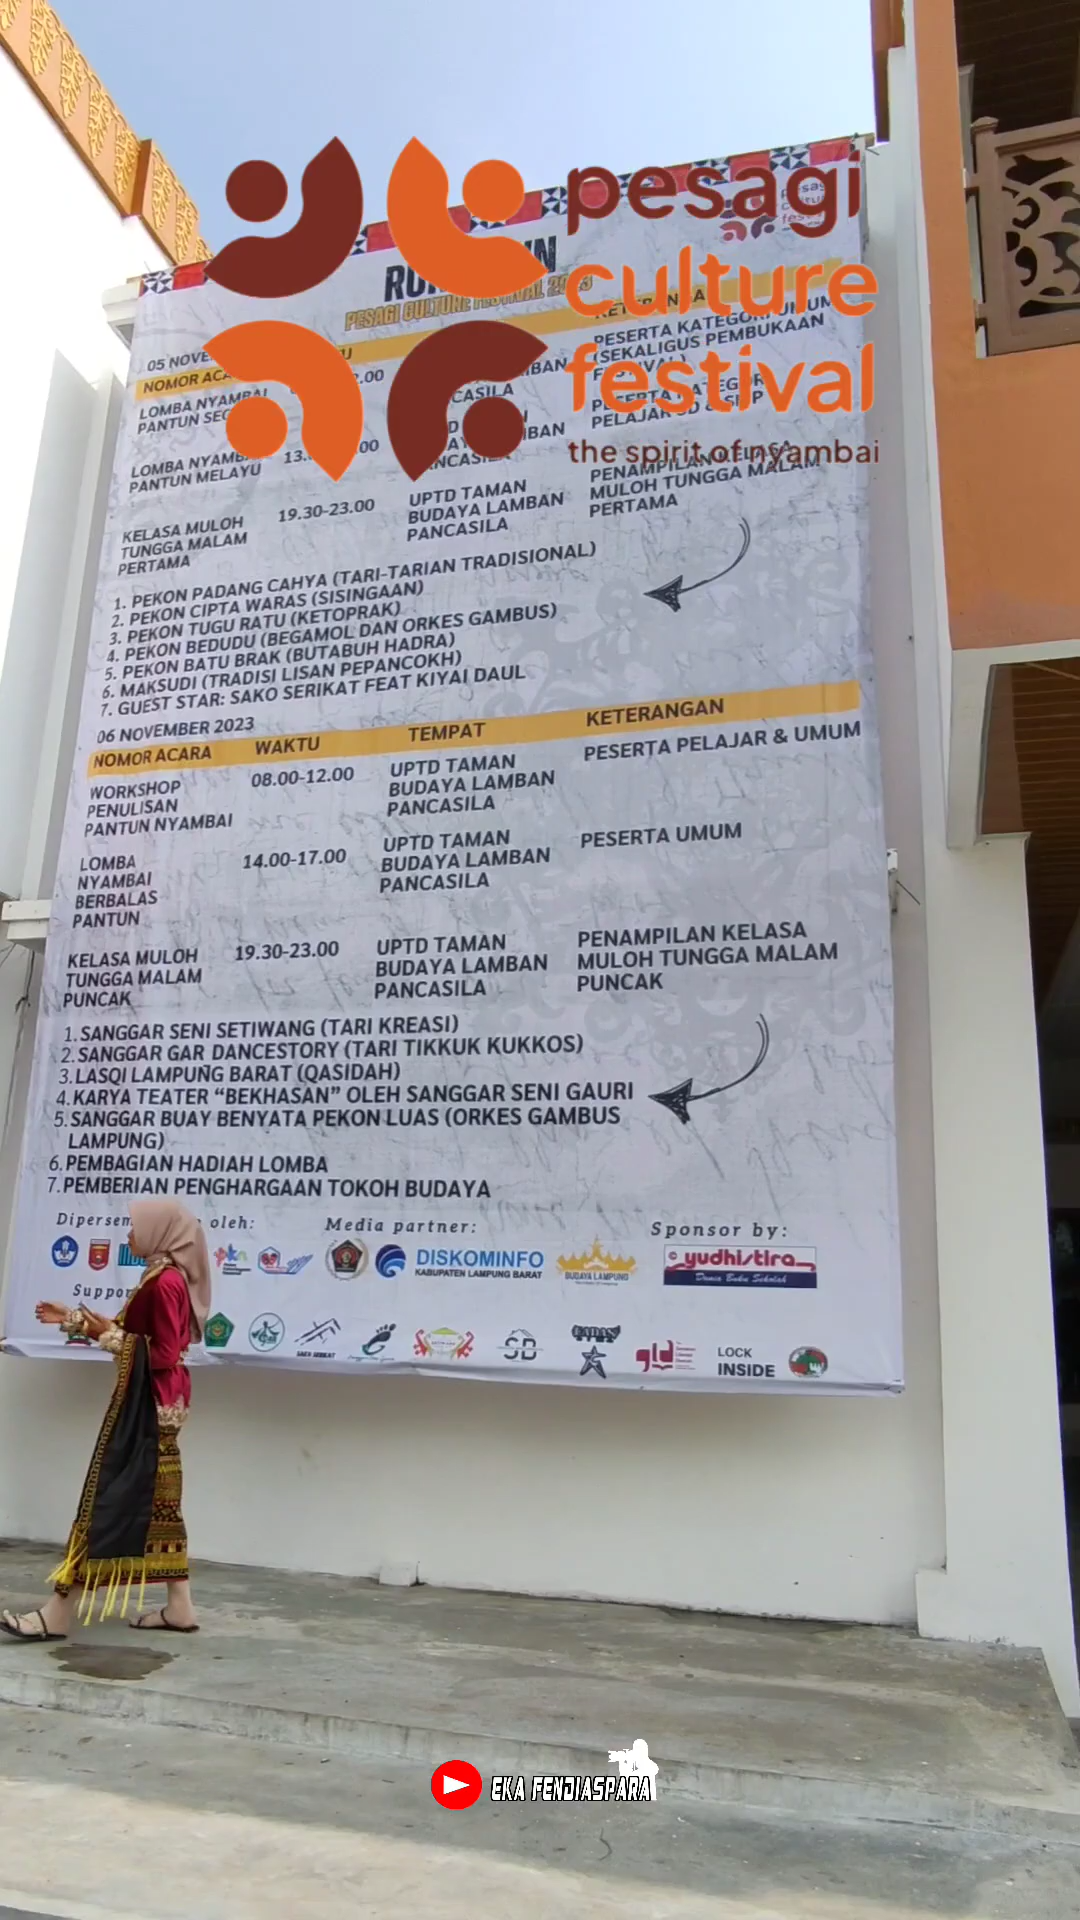 pesagi
culture
festival
the spirit of nyambai
PESAGI CULTURE FESTIVAL
NOMOR
LOMBA NYAMBAI
PANTUN
PESERTA KATEGORI UMUM
(SEKALIGUS PEMBUKAAN
LOMBA
PANTUN MELAYU
PELAJAR
KELASA MULOH
TUNGGA MALAM
PERTAMA
19.30-23.00
UPTD TAMAN
BUDAYA LAMBAN
PANCASILA
PENAMPILAN KELASA
MULOH TUNGGA MALAM
PERTAMA
1. PEKON PADANG CAHYA (TARI-TARIAN TRADISIONAL)
2. PEKON CIPTA WARAS (SISINGAAN)
3. PEKON TUGU RATU (KETOPRAK)
4. PEKON BEDUDU (BEGAMOL DAN ORKES GAMBUS)
5. PEKON BATU BRAK (BUTABUH HADRA)
6. MAKSUDI (TRADISI LISAN PEPANCOKH)
7. GUEST STAR: SAKO SERIKAT FEAT KIYAI DAUL
06 NOVEMBER 2023
NOMOR ACARA WAKTU TEMPAT KETERANGAN
WORKSHOP
PENULISAN
PANTUN NYAMBAI
08.00-12.00
UPTD TAMAN
BUDAYA LAMBAN
PANCASILA
PESERTA PELAJAR & UMUM
LOMBA
NYAMBAI
BERBALAS
PANTUN
14.00-17.00
UPTD TAMAN
BUDAYA LAMBAN
PANCASILA
PESERTA UMUM
KELASA MULOH
TUNGGA MALAM
PUNCAK
19.30-23.00
UPTD TAMAN
BUDAYA LAMBAN
PANCASILA
PENAMPILAN KELASA
MULOH TUNGGA MALAM
PUNCAK
1. SANGGAR SENI SETIWANG (TARI KREASI)
2. SANGGAR GAR DANCESTORY (TARI TIKKUK KUKKOS)
3. LASQI LAMPUNG BARAT (QASIDAH)
4. KARYA TEATER “BEKHASAN” OLEH SANGGAR SENI GAURI
5. SANGGAR BUAY BENYATA PEKON LUAS (ORKES GAMBUS
LAMPUNG)
6. PEMBAGIAN HADIAH LOMBA
7. PEMBERIAN PENGHARGAAN TOKOH BUDAYA
oleh:
Media partner:
Sponsor by:
DISKOMINFO
KABUPATEN LAMPUNG BARAT
BUDAYA LAMPUNG
yudhistira
Dunia Buku Sekolah
SB
gld
LOCK
INSIDE
EKA FENDIASPARA